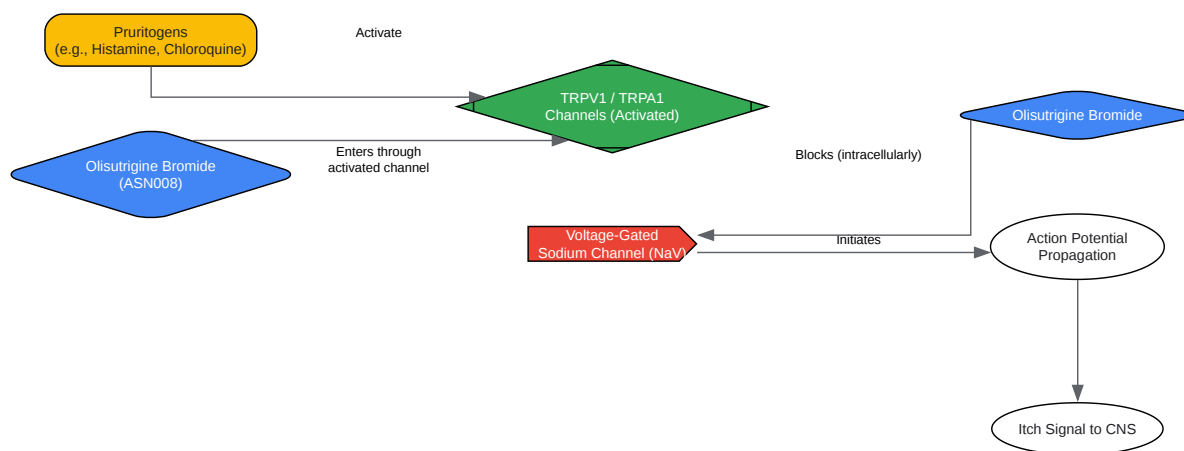 Pruritogens
(e.g., Histamine, Chloroquine)
Activate
TRPV1 / TRPA1
Channels (Activated)
Olisutrigine Bromide
Olisutrigine Bromide
(ASN008)
Enters through
activated channel
Blocks (intracellularly)
Voltage-Gated
Sodium Channel (NaV)
Initiates
Action Potential
Propagation
Itch Signal to CNS